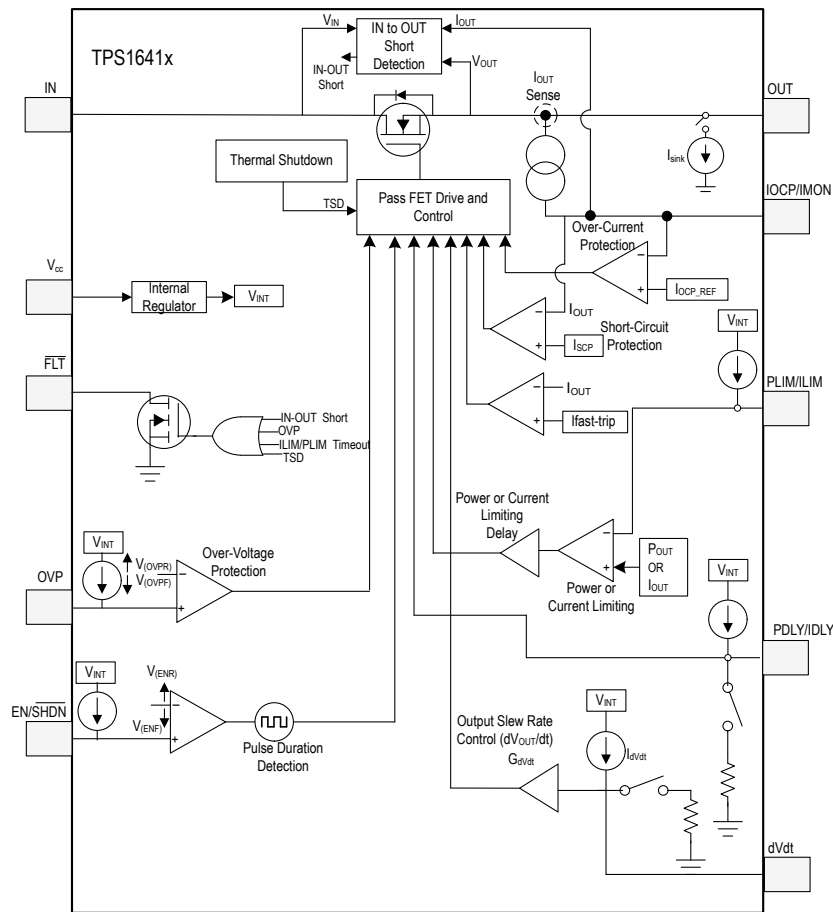 TPS1641x
V_IN
IN to OUT
Short
Detection
I_OUT
V_OUT
IN-OUT
Short
IN
OUT
I_OUT
Sense
I_sink
Thermal Shutdown
TSD
Pass FET Drive and
Control
IOCP/IMON
Over-Current
Protection
−
+
I_OCP_REF
V_cc
Internal
Regulator
V_INT
I_OUT
−
+
I_SCP
Short-Circuit
Protection
V_INT
PLIM/ILIM
FLT
IN-OUT Short
OVP
ILIM/PLIM Timeout
TSD
−
I_OUT
+
Ifast-trip
Power or Current
Limiting
Delay
−
+
P_OUT
OR
I_OUT
Power or
Current Limiting
V_INT
OVP
V_INT
V_(OVPR)
V_(OVPF)
−
+
Over-Voltage
Protection
PDLY/IDLY
EN/SHDN
V_INT
V_(ENR)
V_(ENF)
−
+
Pulse Duration
Detection
Output Slew Rate
Control (dV_OUT/dt)
G_dVdt
V_INT
I_dVdt
dVdt